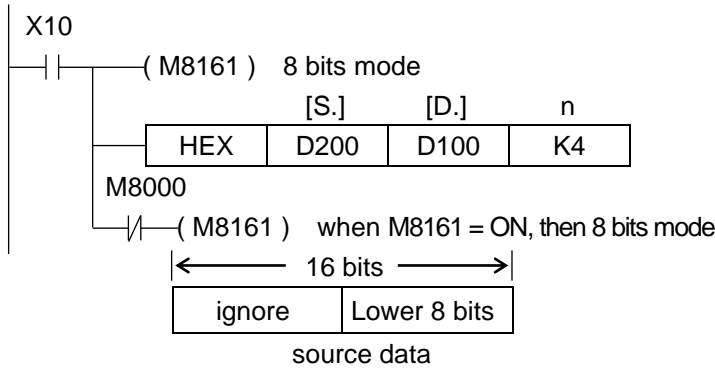 X10
( M8161 ) 8 bits mode
[S.] [D.] n
HEX D200 D100 K4
M8000
( M8161 ) when M8161 = ON, then 8 bits mode
16 bits
ignore Lower 8 bits
source data